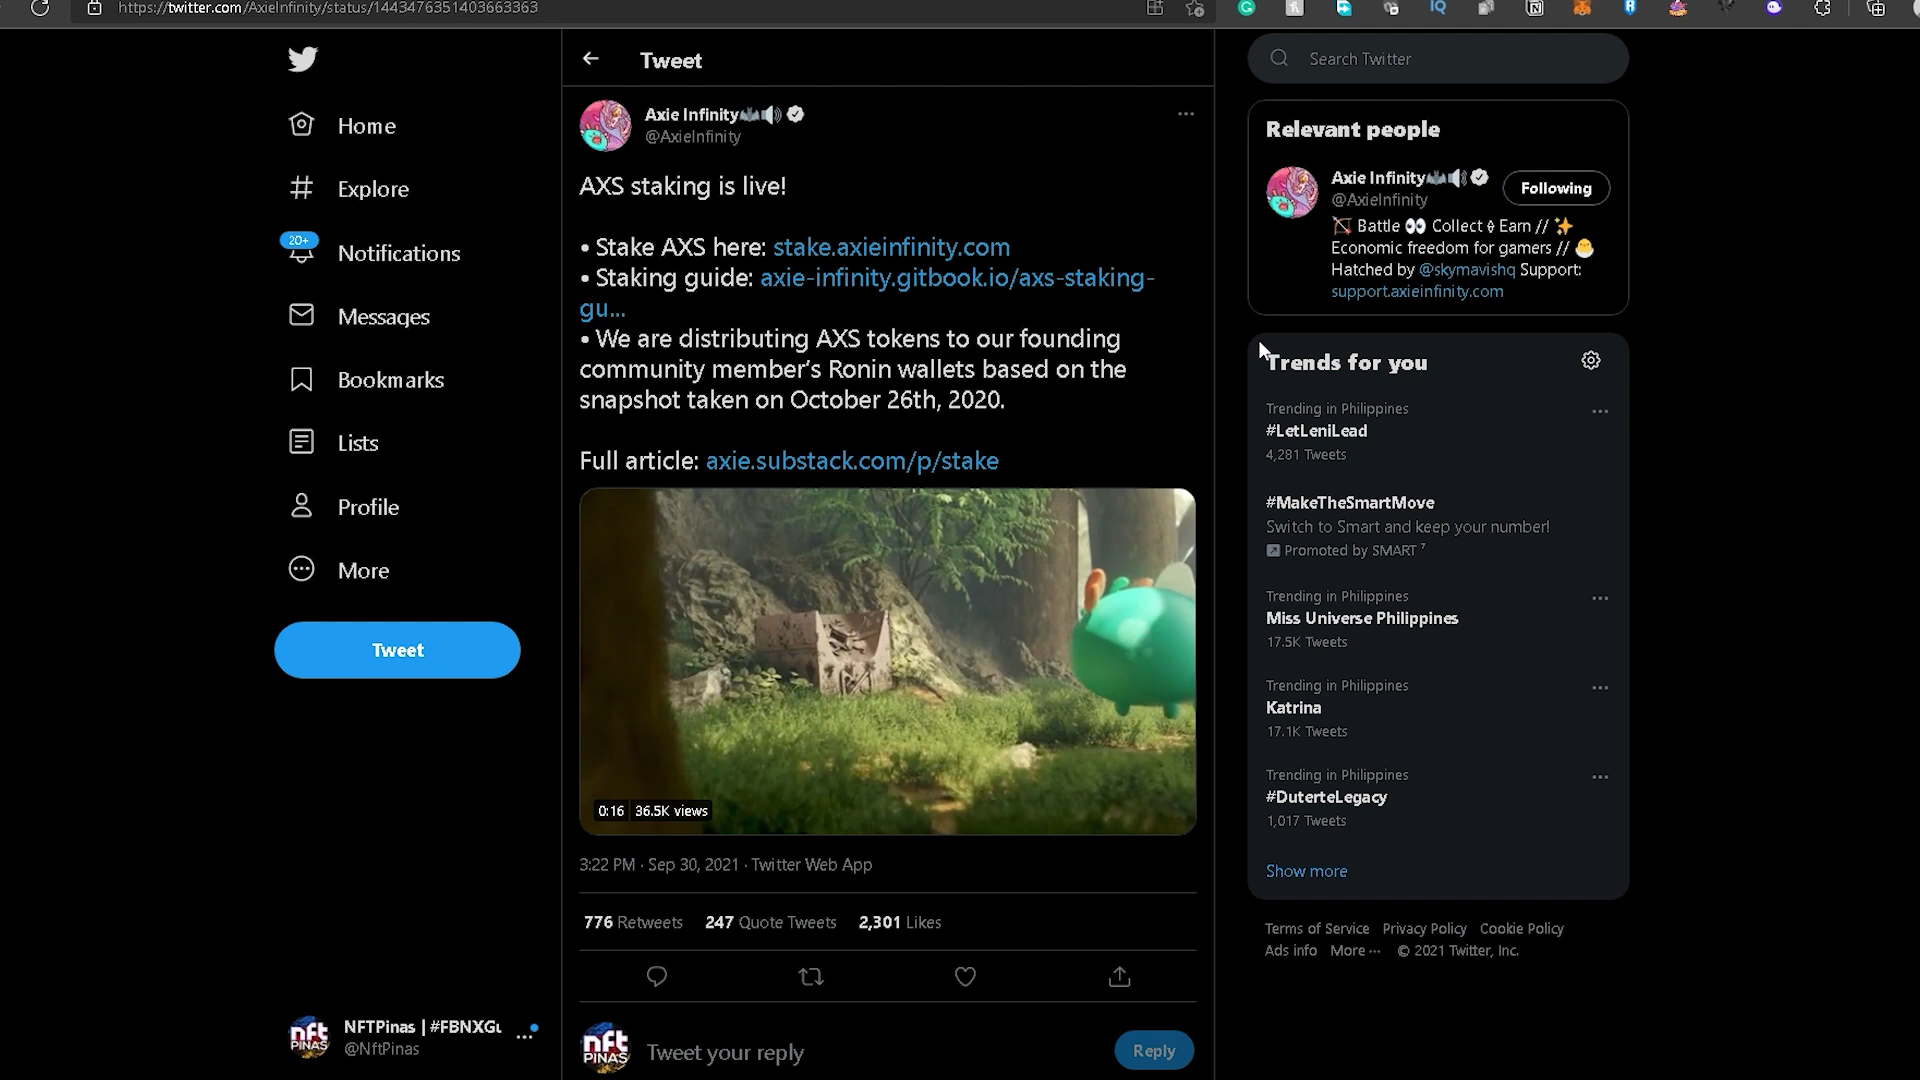 https://twitter.com/AxieInfinity/status/1443476351403663363
Home
Explore
20+
Notifications
Messages
Bookmarks
Lists
Profile
More
Tweet
NFTPinas | #FBNXGu
@NftPinas
Tweet
Axie Infinity
@AxieInfinity
AXS staking is live!
• Stake AXS here: stake.axieinfinity.com
• Staking guide: axie-infinity.gitbook.io/axs-staking-
gu...
• We are distributing AXS tokens to our founding
community member’s Ronin wallets based on the
snapshot taken on October 26th, 2020.
Full article: axie.substack.com/p/stake
0:16 36.5K views
3:22 PM · Sep 30, 2021 · Twitter Web App
776 Retweets 247 Quote Tweets 2,301 Likes
nft PINAS
Tweet your reply
Reply
Search Twitter
Relevant people
Axie Infinity
Following
@AxieInfinity
Battle 👀 Collect ⬨ Earn // ✨
Economic freedom for gamers // 🐣
Hatched by @skymavishq Support:
support.axieinfinity.com
Trends for you
Trending in Philippines
#LetLeniLead
4,281 Tweets
#MakeTheSmartMove
Switch to Smart and keep your number!
Promoted by SMART
Trending in Philippines
Miss Universe Philippines
17.5K Tweets
Trending in Philippines
Katrina
17.1K Tweets
Trending in Philippines
#DuterteLegacy
1,017 Tweets
Show more
Terms of Service Privacy Policy Cookie Policy
Ads info More ··· © 2021 Twitter, Inc.